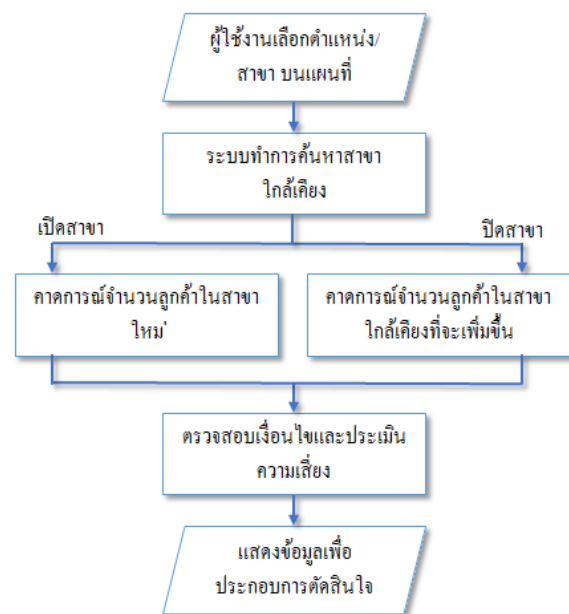 ผู้ใช้งานเลือกตำแหน่ง/
สาขา บนแผนที่
ระบบทำการค้นหาสาขา
ใกล้เคียง
เปิดสาขา
ปิดสาขา
คาดการณ์จำนวนลูกค้าในสาขา
ใหม่
คาดการณ์จำนวนลูกค้าในสาขา
ใกล้เคียงที่จะเพิ่มขึ้น
ตรวจสอบเงื่อนไขและประเมิน
ความเสี่ยง
แสดงข้อมูลเพื่อ
ประกอบการตัดสินใจ